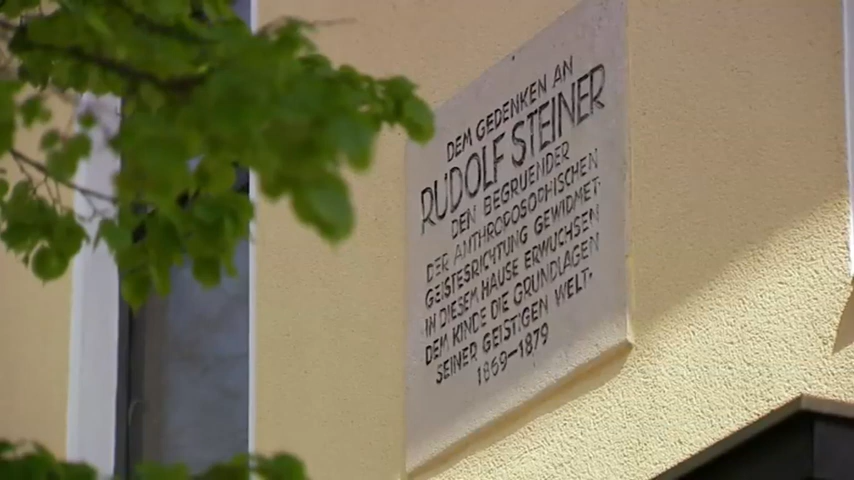 DEM GEDENKEN AN
RUDOLF STEINER
DEN BEGRUENDER
DER ANTHROPOSOPHISCHEN
GEISTESRICHTUNG GEWIDMET.
IN DIESEM HAUSE ERWUCHSEN
DEM KINDE DIE GRUNDLAGEN
SEINER GEISTIGEN WELT.
1869-1879